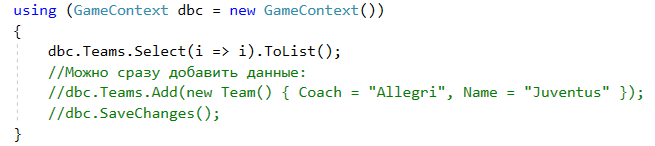 using (GameContext dbc = new GameContext())
{
dbc.Teams.Select(i => i).ToList();
//Можно сразу добавить данные:
//dbc.Teams.Add(new Team() { Coach = "Allegri", Name = "Juventus" });
//dbc.SaveChanges();
}